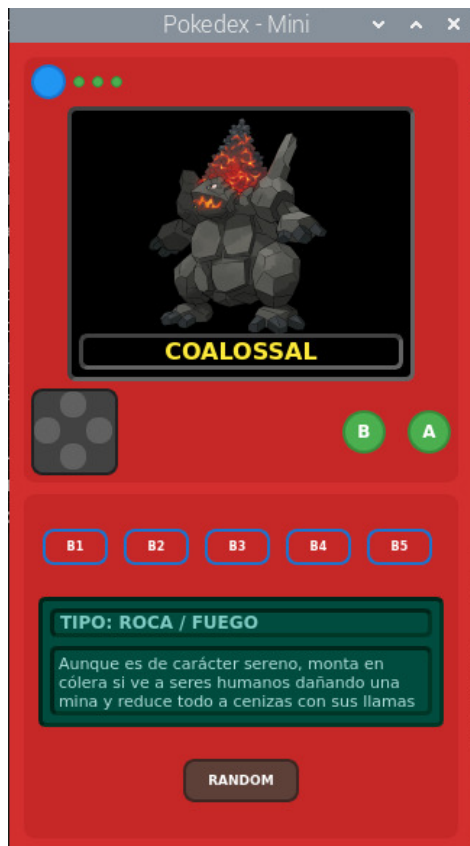 Pokedex - Mini
COALOSSAL
B
A
B1
B2
B3
B4
B5
TIPO: ROCA / FUEGO
Aunque es de carácter sereno, monta en
cólera si ve a seres humanos dañando una
mina y reduce todo a cenizas con sus llamas
RANDOM